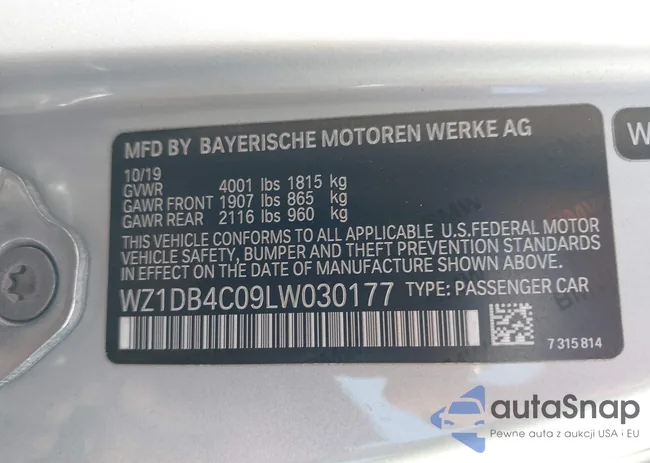 MFD BY BAYERISCHE MOTOREN WERKE AG
10/19
GVWR 4001 lbs 1815 kg
GAWR FRONT 1907 lbs 865 kg
GAWR REAR 2116 lbs 960 kg
THIS VEHICLE CONFORMS TO ALL APPLICABLE U.S.FEDERAL MOTOR
VEHICLE SAFETY, BUMPER AND THEFT PREVENTION STANDARDS
IN EFFECT ON THE DATE OF MANUFACTURE SHOWN ABOVE.
WZ1DB4C09LW030177 TYPE: PASSENGER CAR
7 315 814
W
autaSnap
Pewne auta z aukcji USA i EU